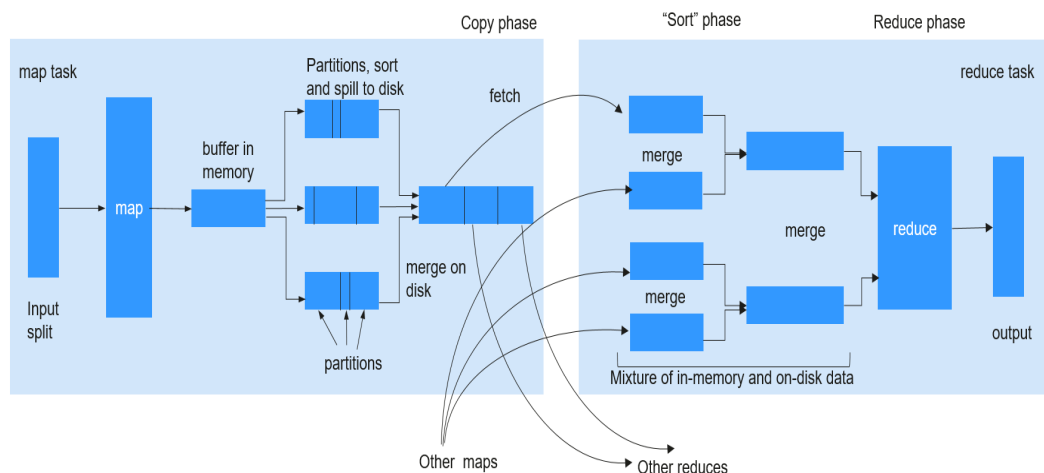 Copy phase
“Sort” phase
Reduce phase
map task
Partitions, sort
and spill to disk
fetch
reduce task
buffer in
memory
merge
map
merge
reduce
merge on
disk
merge
Input
split
partitions
output
Mixture of in-memory and on-disk data
Other maps
Other reduces